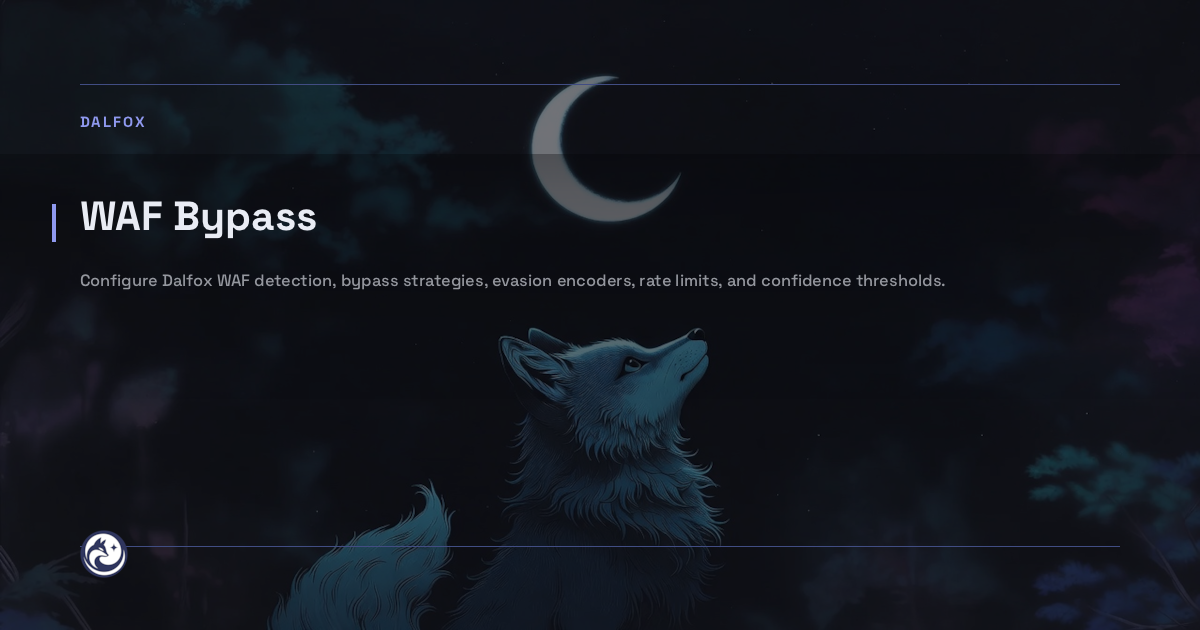 DALFOX
WAF Bypass
Configure Dalfox WAF detection, bypass strategies, evasion encoders, rate limits, and confidence thresholds.